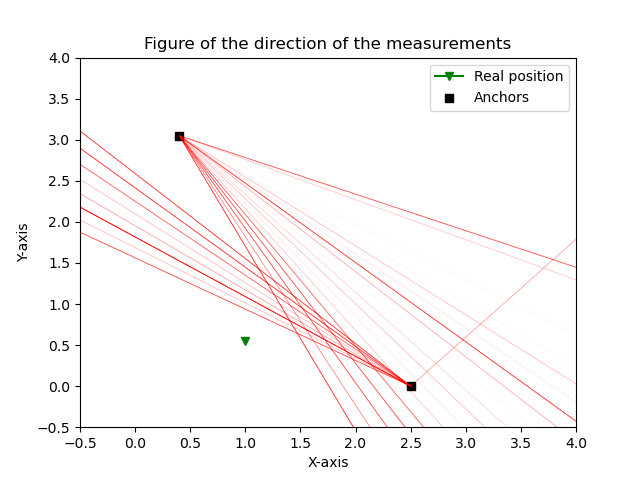 Figure of the direction of the measurements
Real position
Anchors
Y-axis
4.0
3.5
3.0
2.5
2.0
1.5
1.0
0.5
0.0
−0.5
−0.5 0.0 0.5 1.0 1.5 2.0 2.5 3.0 3.5 4.0
X-axis